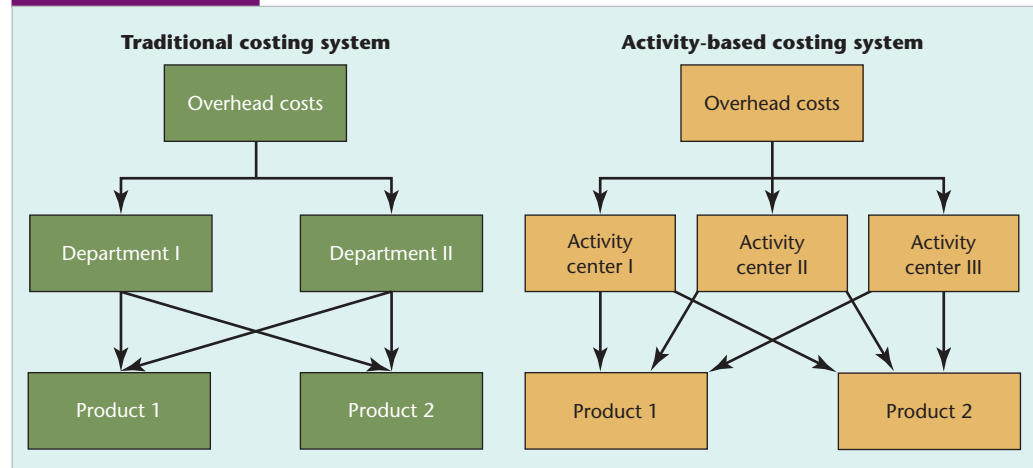 Traditional costing system
Overhead costs
Department I
Department II
Product 1
Product 2
Activity-based costing system
Overhead costs
Activity
center I
Activity
center II
Activity
center III
Product 1
Product 2